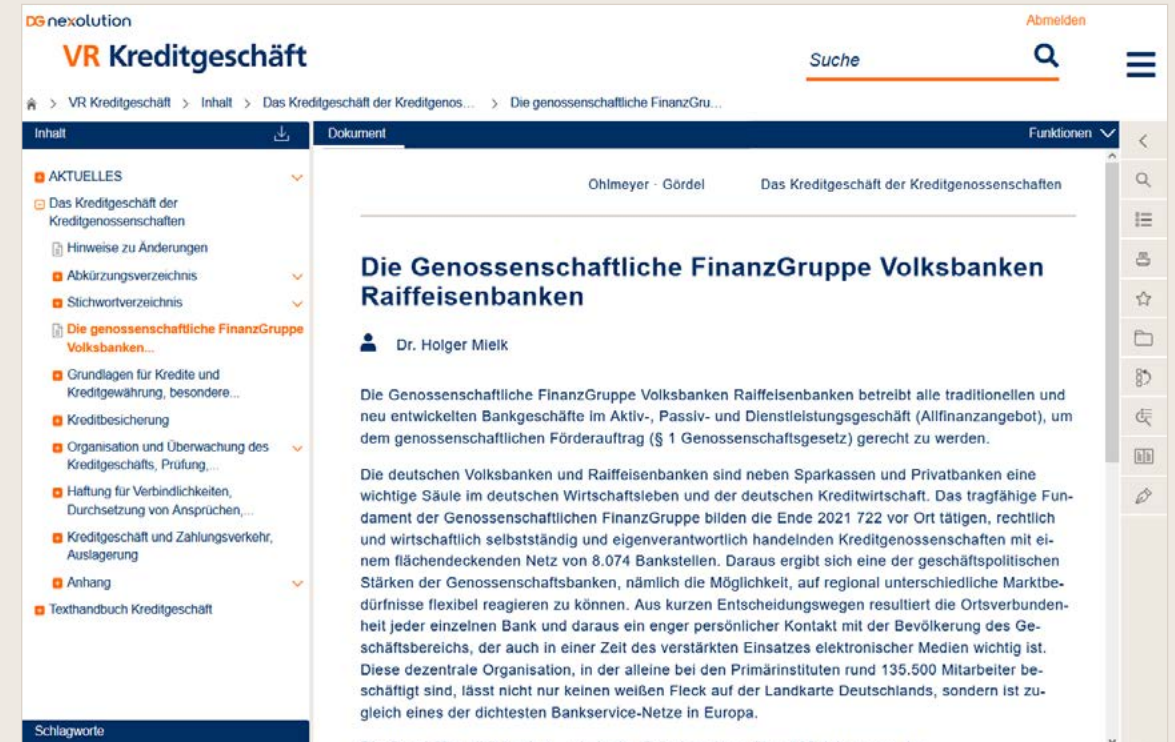 DG nexolution
Abmelden
VR Kreditgeschäft
Suche
> VR Kreditgeschäft > Inhalt > Das Kreditgeschäft der Kreditgenos... > Die genossenschaftliche FinanzGru...
Inhalt
Dokument
Funktionen
AKTUELLES
Das Kreditgeschäft der
Kreditgenossenschaften
Hinweise zu Änderungen
Abkürzungsverzeichnis
Stichwortverzeichnis
Die genossenschaftliche FinanzGruppe
Volksbanken...
Grundlagen für Kredite und
Kreditgewährung, besondere...
Kreditbesicherung
Organisation und Überwachung des
Kreditgeschäfts, Prüfung,...
Haftung für Verbindlichkeiten,
Durchsetzung von Ansprüchen,...
Kreditgeschäft und Zahlungsverkehr,
Auslagerung
Anhang
Texthandbuch Kreditgeschäft
Schlagworte
Ohlmeyer · Gördel Das Kreditgeschäft der Kreditgenossenschaften
Die Genossenschaftliche FinanzGruppe Volksbanken
Raiffeisenbanken
Dr. Holger Mielk
Die Genossenschaftliche FinanzGruppe Volksbanken Raiffeisenbanken betreibt alle traditionellen und
neu entwickelten Bankgeschäfte im Aktiv-, Passiv- und Dienstleistungsgeschäft (Allfinanzangebot), um
dem genossenschaftlichen Förderauftrag (§ 1 Genossenschaftsgesetz) gerecht zu werden.
Die deutschen Volksbanken und Raiffeisenbanken sind neben Sparkassen und Privatbanken eine
wichtige Säule im deutschen Wirtschaftsleben und der deutschen Kreditwirtschaft. Das tragfähige Fun-
dament der Genossenschaftlichen FinanzGruppe bilden die Ende 2021 722 vor Ort tätigen, rechtlich
und wirtschaftlich selbstständig und eigenverantwortlich handelnden Kreditgenossenschaften mit ei-
nem flächendeckenden Netz von 8.074 Bankstellen. Daraus ergibt sich eine der geschäftspolitischen
Stärken der Genossenschaftsbanken, nämlich die Möglichkeit, auf regional unterschiedliche Marktbe-
dürfnisse flexibel reagieren zu können. Aus kurzen Entscheidungswegen resultiert die Ortsverbunden-
heit jeder einzelnen Bank und daraus ein enger persönlicher Kontakt mit der Bevölkerung des Ge-
schäftsbereichs, der auch in einer Zeit des verstärkten Einsatzes elektronischer Medien wichtig ist.
Diese dezentrale Organisation, in der alleine bei den Primärinstituten rund 135.500 Mitarbeiter be-
schäftigt sind, lässt nicht nur keinen weißen Fleck auf der Landkarte Deutschlands, sondern ist zu-
gleich eines der dichtesten Bankservice-Netze in Europa.